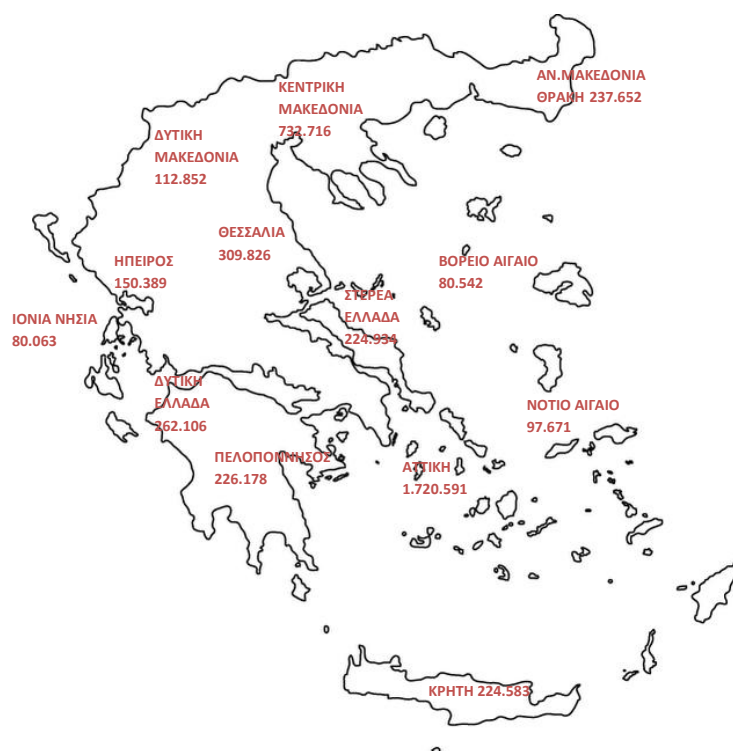 ΑΝ.ΜΑΚΕΔΟΝΙΑ
ΘΡΑΚΗ 237.652
ΚΕΝΤΡΙΚΗ
ΜΑΚΕΔΟΝΙΑ
732.716
ΔΥΤΙΚΗ
ΜΑΚΕΔΟΝΙΑ
112.852
ΘΕΣΣΑΛΙΑ
309.826
ΗΠΕΙΡΟΣ
150.389
ΒΟΡΕΙΟ ΑΙΓΑΙΟ
80.542
ΣΤΕΡΕΑ
ΕΛΛΑΔΑ
224.934
ΙΟΝΙΑ ΝΗΣΙΑ
80.063
ΔΥΤΙΚΗ
ΕΛΛΑΔΑ
262.106
ΝΟΤΙΟ ΑΙΓΑΙΟ
97.671
ΠΕΛΟΠΟΝΝΗΣΟΣ
226.178
ΑΤΤΙΚΗ
1.720.591
ΚΡΗΤΗ 224.583